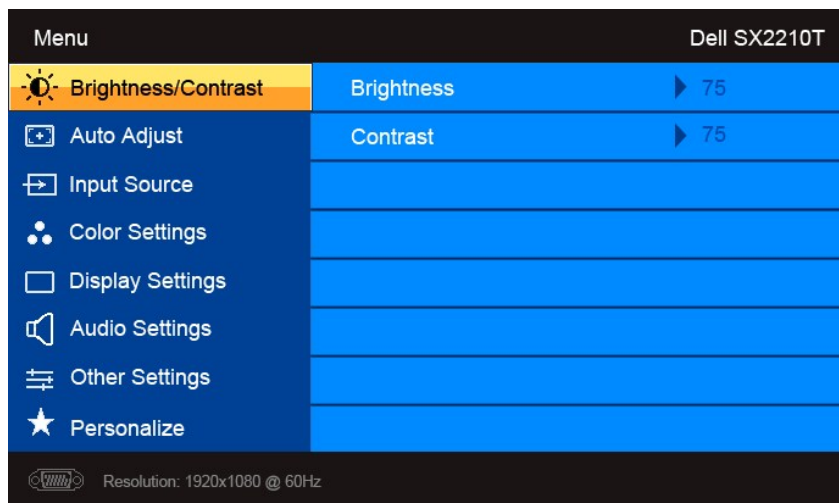 Menu Dell SX2210T
Brightness/Contrast Brightness 75
Auto Adjust Contrast 75
Input Source
Color Settings
Display Settings
Audio Settings
Other Settings
Personalize
Resolution: 1920x1080 @ 60Hz